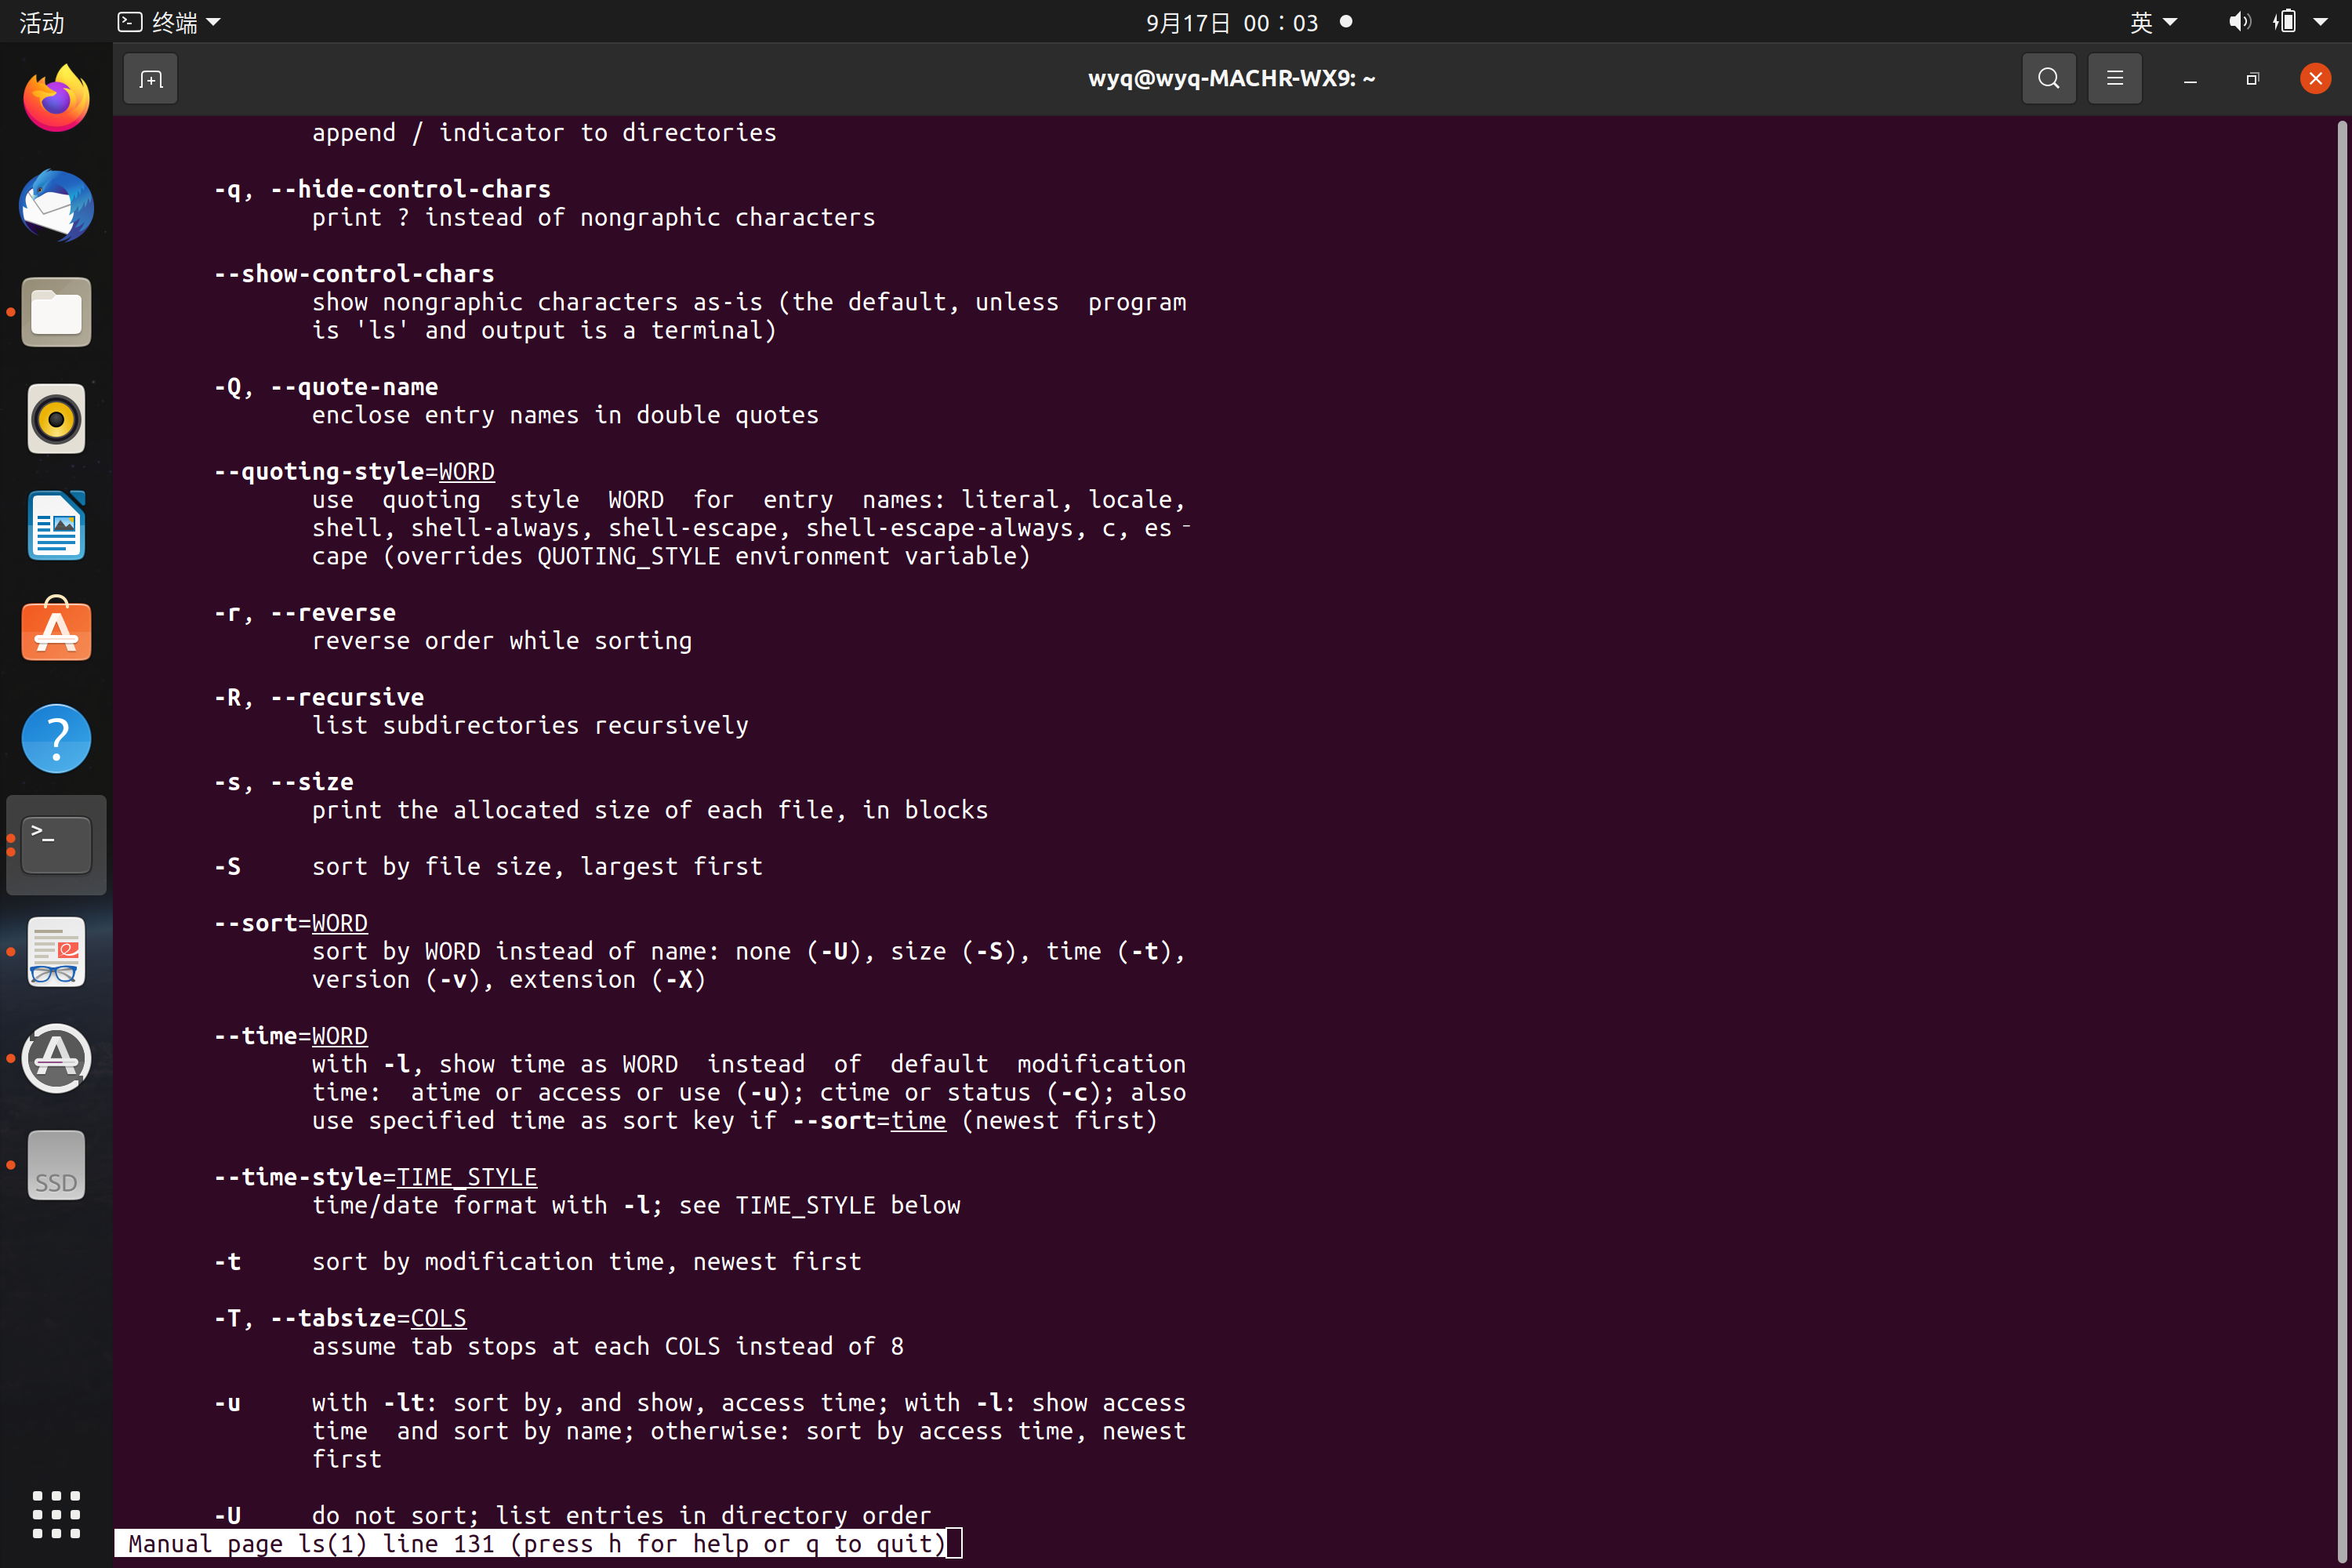 活动
终端
9月17日 00：03
英
wyq@wyq-MACHR-WX9: ~
append / indicator to directories
-q, --hide-control-chars
print ? instead of nongraphic characters
--show-control-chars
show nongraphic characters as-is (the default, unless  program
is 'ls' and output is a terminal)
-Q, --quote-name
enclose entry names in double quotes
--quoting-style=WORD
use  quoting  style  WORD  for  entry  names: literal, locale,
shell, shell-always, shell-escape, shell-escape-always, c, es‐
cape (overrides QUOTING_STYLE environment variable)
-r, --reverse
reverse order while sorting
-R, --recursive
list subdirectories recursively
-s, --size
print the allocated size of each file, in blocks
-S     sort by file size, largest first
--sort=WORD
sort by WORD instead of name: none (-U), size (-S), time (-t),
version (-v), extension (-X)
--time=WORD
with -l, show time as WORD  instead  of  default  modification
time:  atime or access or use (-u); ctime or status (-c); also
use specified time as sort key if --sort=time (newest first)
--time-style=TIME_STYLE
time/date format with -l; see TIME_STYLE below
-t     sort by modification time, newest first
-T, --tabsize=COLS
assume tab stops at each COLS instead of 8
-u     with -lt: sort by, and show, access time; with -l: show access
time  and sort by name; otherwise: sort by access time, newest
first
-U     do not sort; list entries in directory order
Manual page ls(1) line 131 (press h for help or q to quit)
SSD